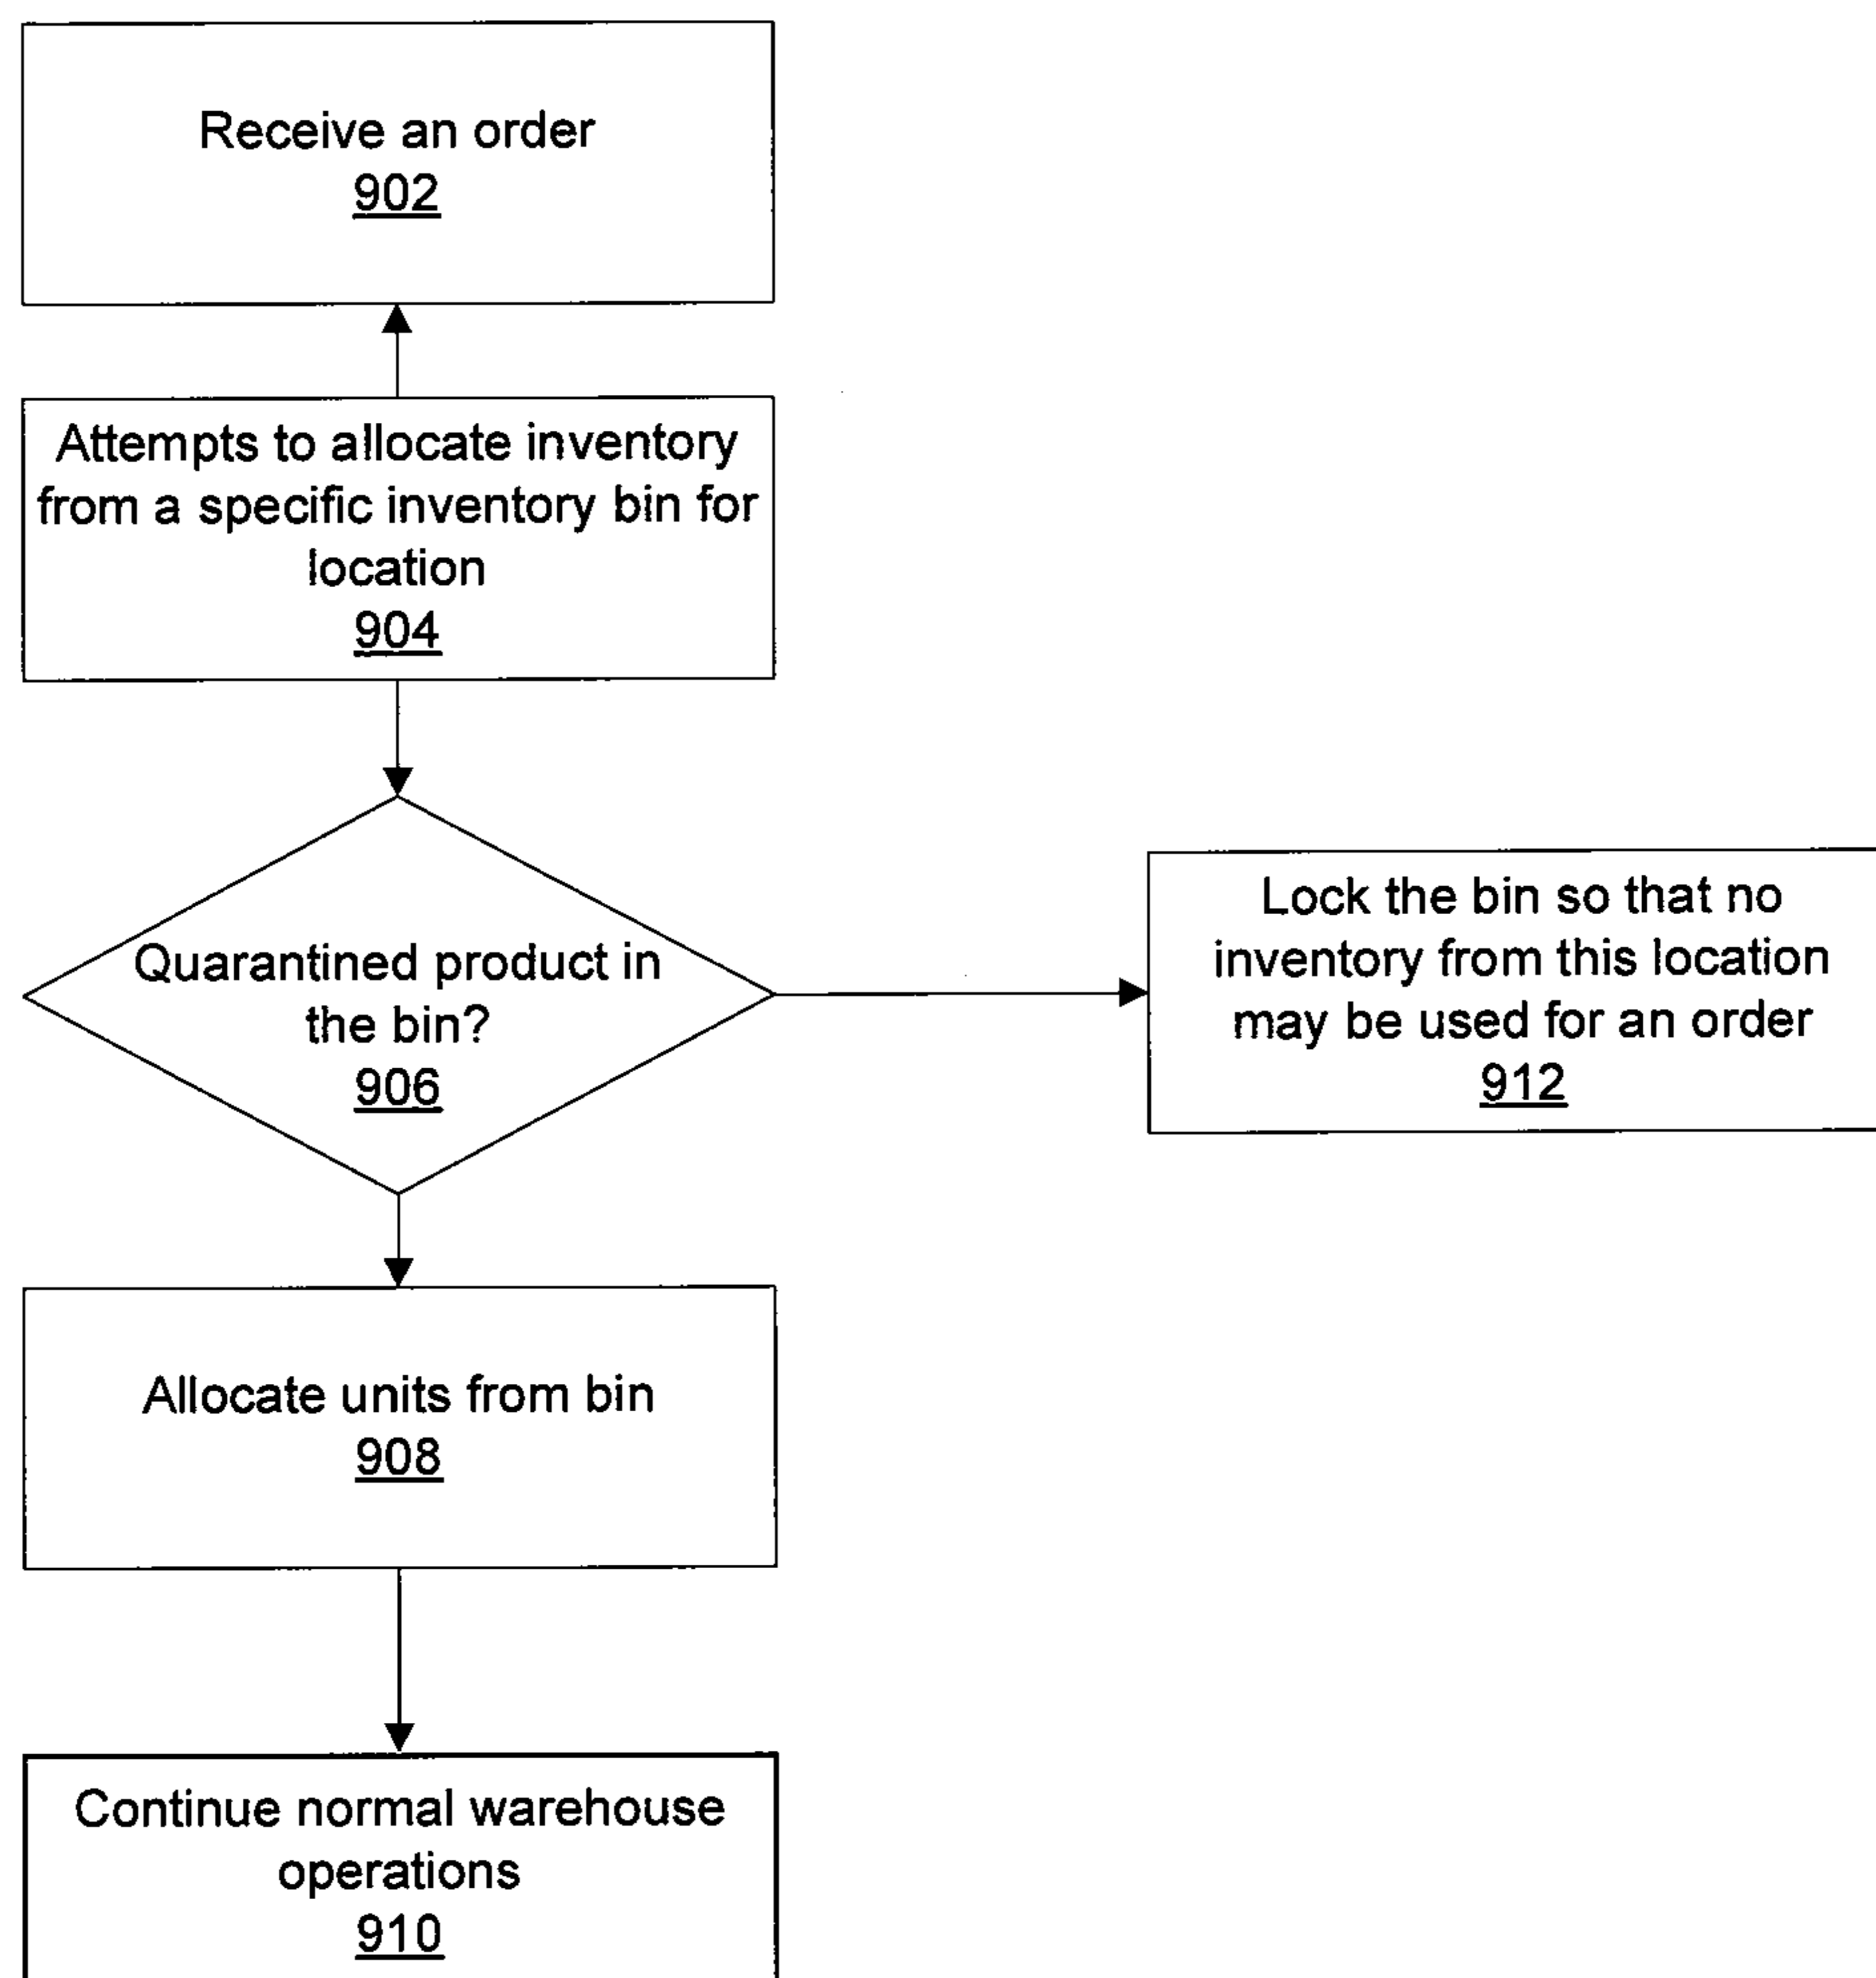 Receive an order
902
Attempts to allocate inventory
from a specific inventory bin for
location
904
Quarantined product in
the bin?
906
Lock the bin so that no
inventory from this location
may be used for an order
912
Allocate units from bin
908
Continue normal warehouse
operations
910